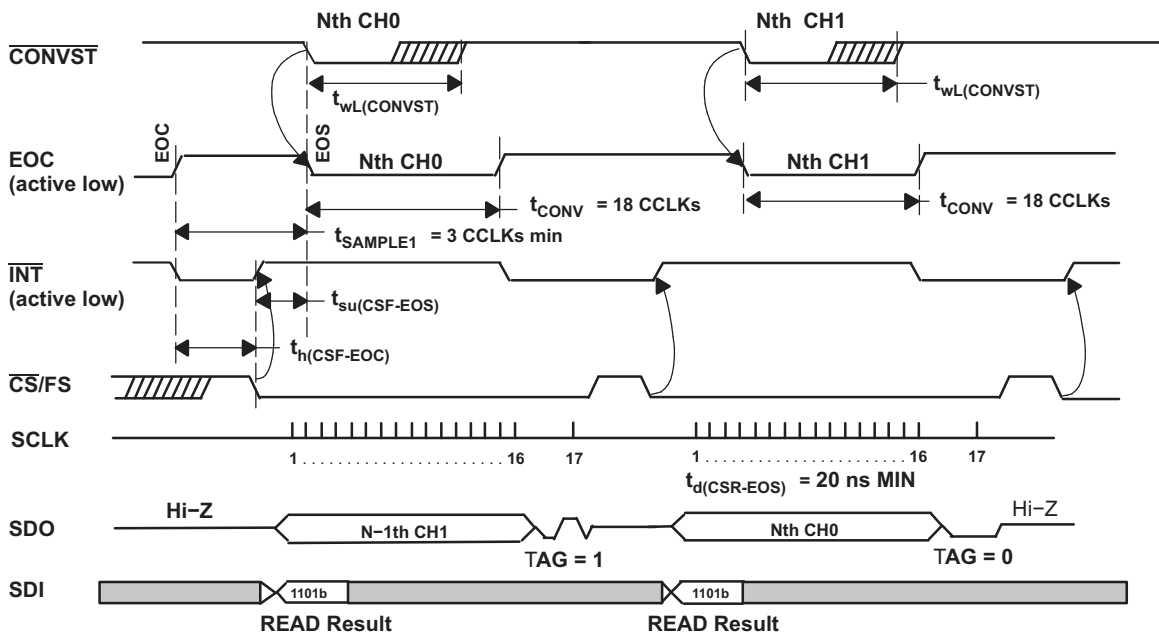 Nth CH0
Nth CH1
CONVST
twL(CONVST)
twL(CONVST)
EOC
EOS
EOC
(active low)
Nth CH0
Nth CH1
tCONV = 18 CCLKs
tCONV = 18 CCLKs
tSAMPLE1 = 3 CCLKs min
INT
(active low)
tsu(CSF-EOS)
th(CSF-EOC)
CS/FS
SCLK
1 . . . . . . . . . . . . . . . . . . . . 16 17
1 . . . . . . . . . . . . . . . . . . . . 16 17
td(CSR-EOS) = 20 ns MIN
SDO
Hi−Z
N−1th CH1
TAG = 1
Nth CH0
TAG = 0
Hi−Z
SDI
1101b
1101b
READ Result
READ Result